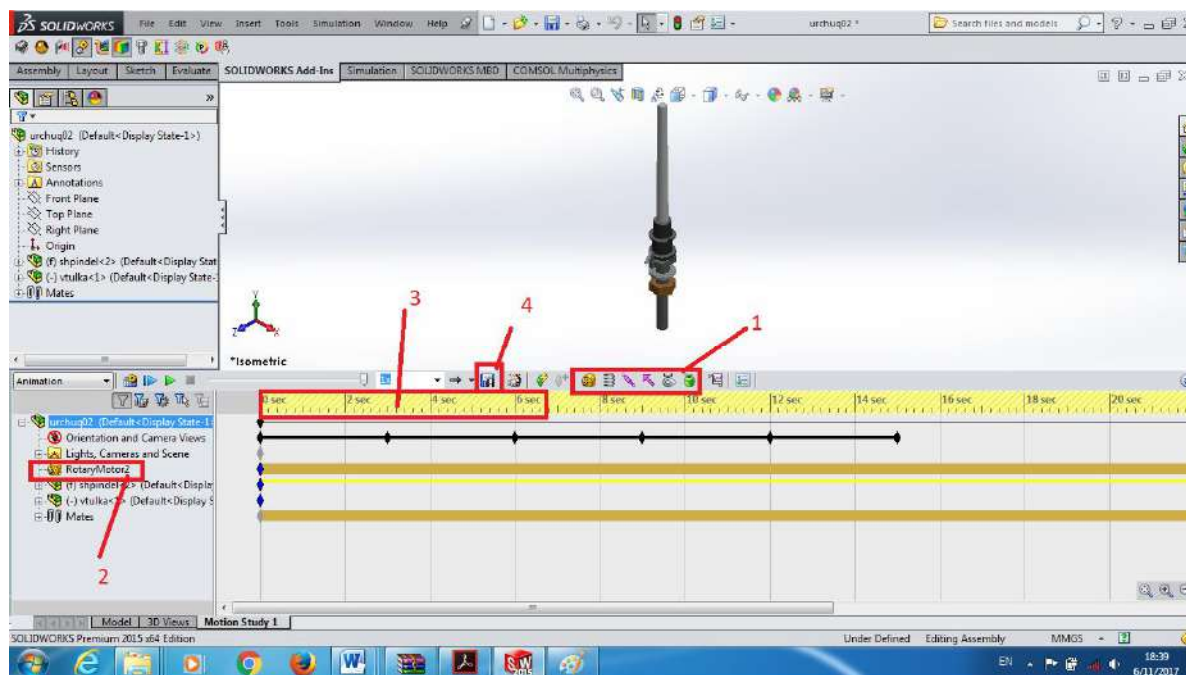 SOLIDWORKS File Edit View Insert Tools Simulation Window Help urchuq02 * Search files and models
Assembly Layout Sketch Evaluate SOLIDWORKS Add-Ins Simulation SOLIDWORKS MBD COMSOL Multiphysics
urchuq02 (Default<Display State-1>)
History
Sensors
A Annotations
Front Plane
Top Plane
Right Plane
Origin
(f) shpindel<2> (Default<Display Stat
(-) vtulka<1> (Default<Display State-
Mates
Y
Z X
*Isometric
3
4
1
Animation
0 sec 2 sec 4 sec 6 sec 8 sec 10 sec 12 sec 14 sec 16 sec 18 sec 20 sec
urchuq02 (Default<Display State-1
Orientation and Camera Views
Lights, Cameras and Scene
RotaryMotor2
(f) shpindel<2> (Default<Displa
(-) vtulka<1> (Default<Display S
Mates
2
Model 3D Views Motion Study 1
SOLIDWORKS Premium 2015 x64 Edition Under Defined Editing Assembly MMGS
EN 18:39
6/11/2017